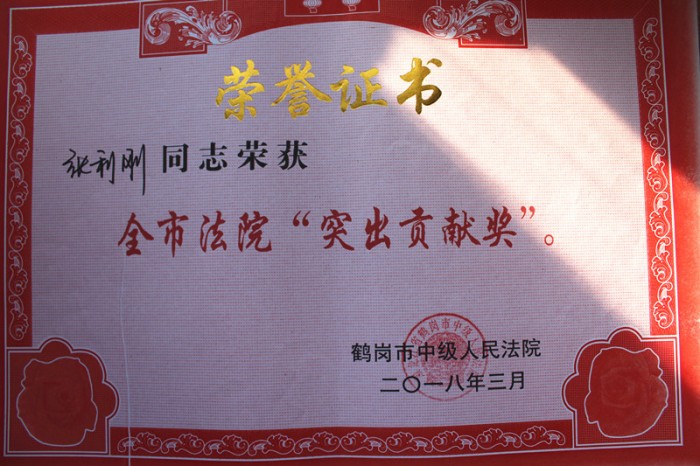 荣誉证书
张利刚 同志荣获
全市法院“突出贡献奖”。
鹤岗市中级人民法院
二〇一八年三月